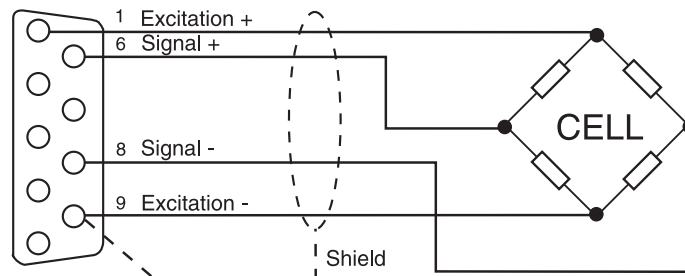 1 Excitation +
6 Signal +
CELL
8 Signal -
9 Excitation -
Shield